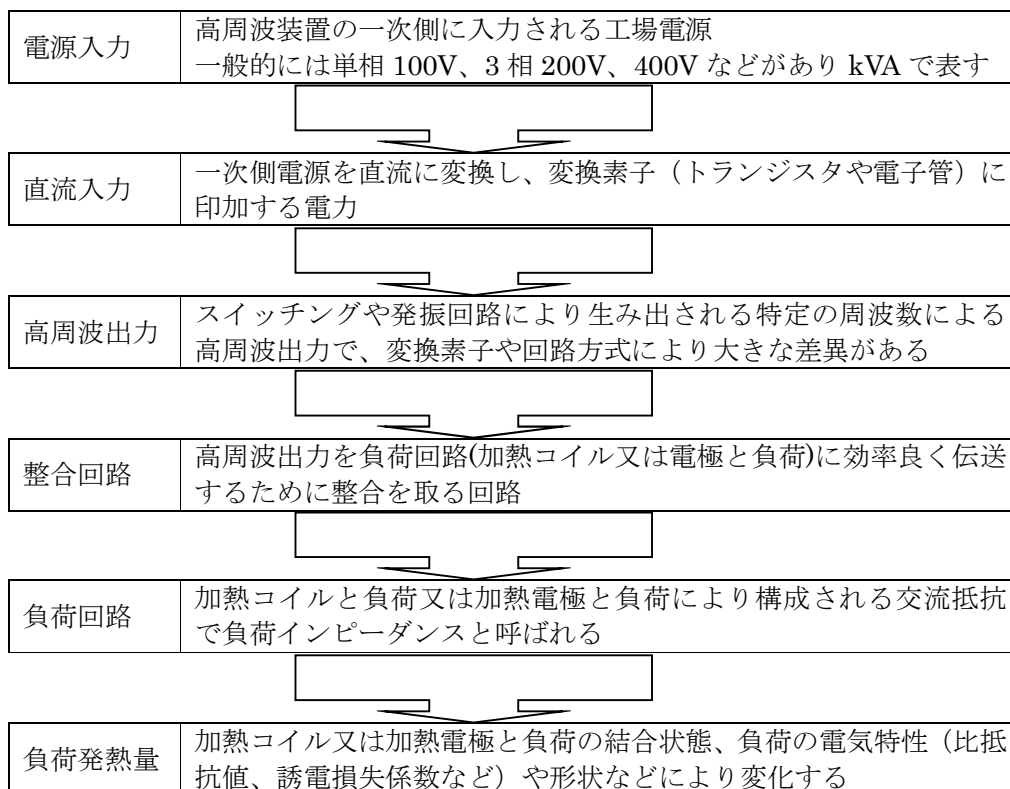 電源入力
高周波装置の一次側に入力される工場電源
一般的には単相 100V、3 相 200V、400V などがあり kVA で表す
直流入力
一次側電源を直流に変換し、変換素子（トランジスタや電子管）に
印加する電力
高周波出力
スイッチングや発振回路により生み出される特定の周波数による
高周波出力で、変換素子や回路方式により大きな差異がある
整合回路
高周波出力を負荷回路(加熱コイル又は電極と負荷)に効率良く伝送
するために整合を取る回路
負荷回路
加熱コイルと負荷又は加熱電極と負荷により構成される交流抵抗
で負荷インピーダンスと呼ばれる
負荷発熱量
加熱コイル又は加熱電極と負荷の結合状態、負荷の電気特性（比抵
抗値、誘電損失係数など）や形状などにより変化する